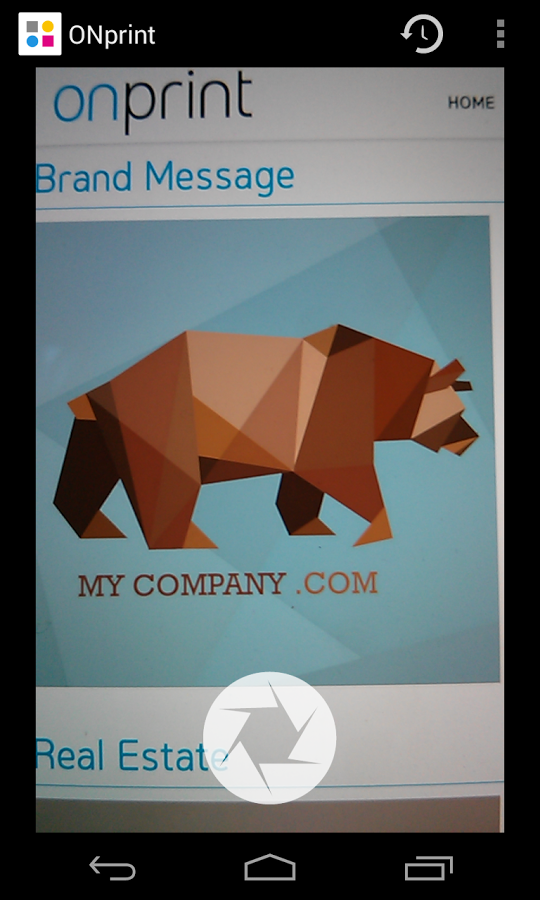 ONprint
onprint
HOME
Brand Message
MY COMPANY .COM
Real Estate